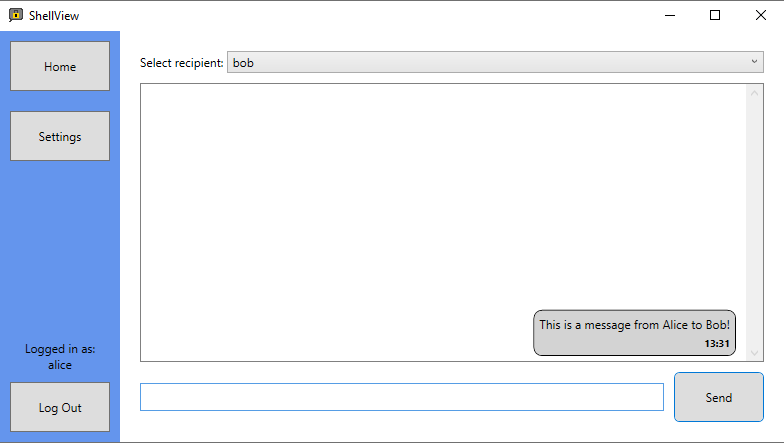 ShellView
Home
Select recipient: bob
Settings
This is a message from Alice to Bob!
13:31
Logged in as:
alice
Log Out
Send